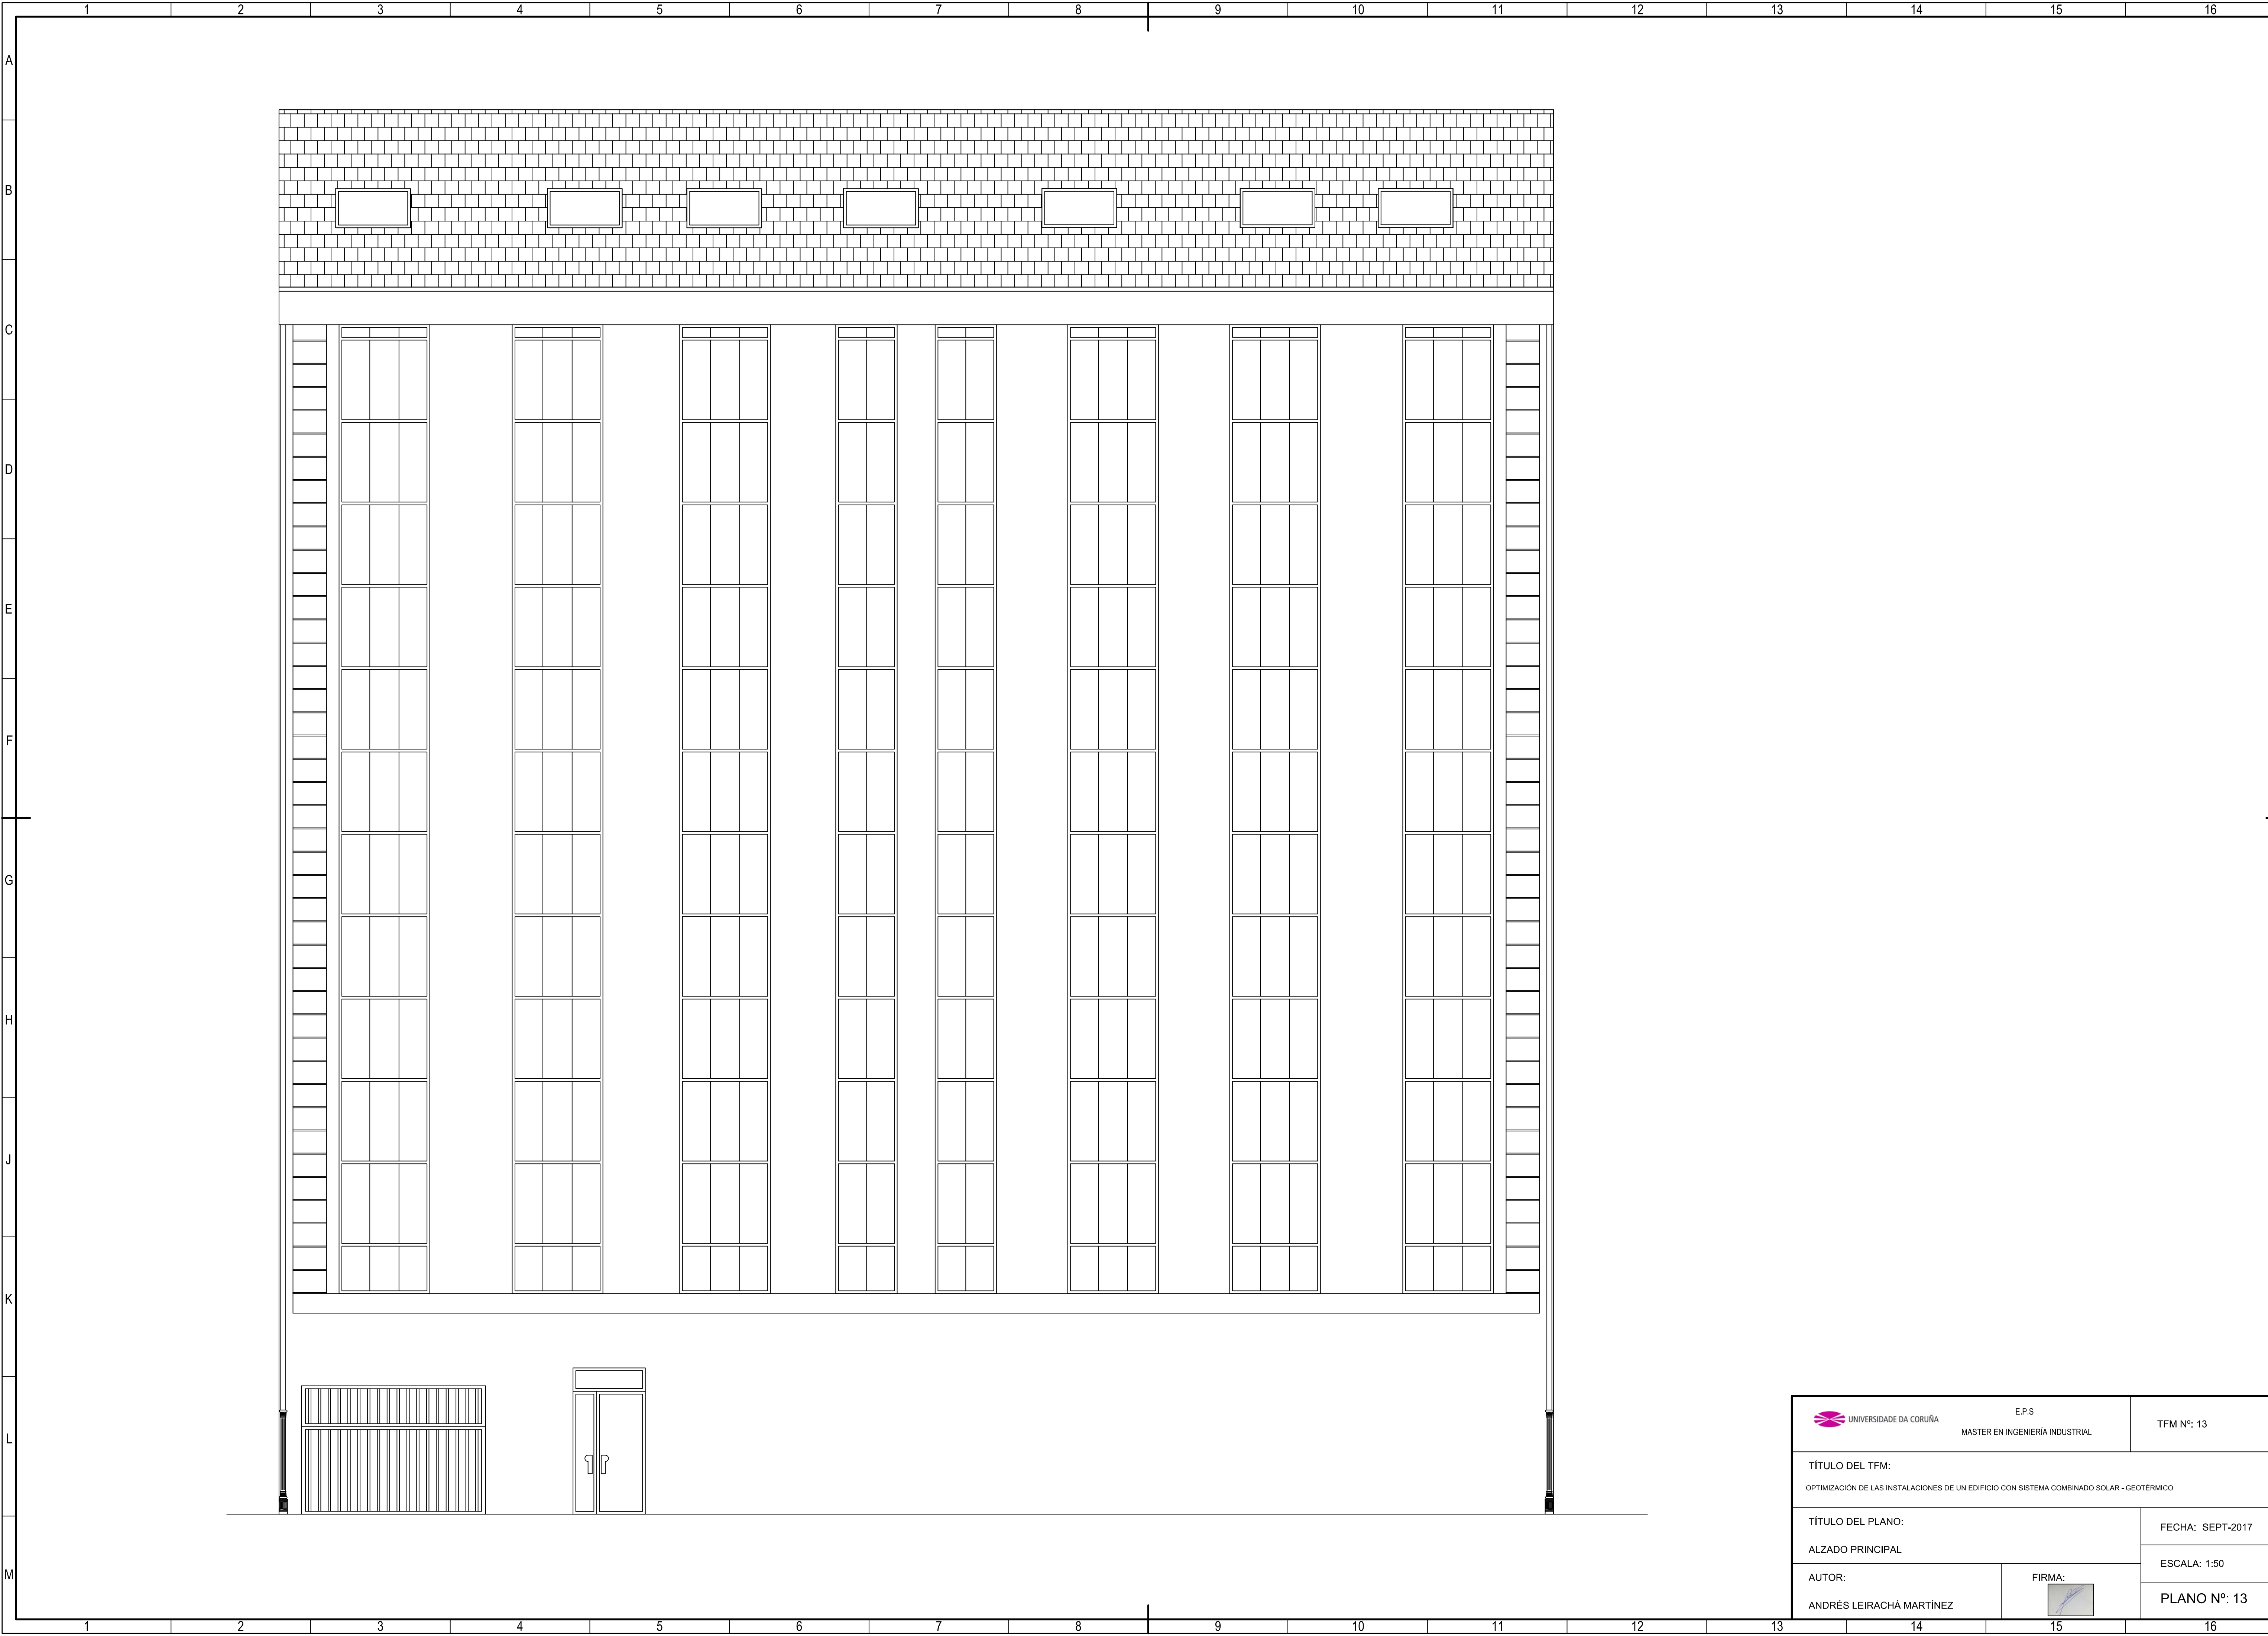 1 2 3 4 5 6 7 8 9 10 11 12 13 14 15 16
A
B
C
D
E
F
G
H
J
K
L
M
UNIVERSIDADE DA CORUÑA
E.P.S
MASTER EN INGENIERÍA INDUSTRIAL
TFM Nº: 13
TÍTULO DEL TFM:
OPTIMIZACIÓN DE LAS INSTALACIONES DE UN EDIFICIO CON SISTEMA COMBINADO SOLAR - GEOTÉRMICO
TÍTULO DEL PLANO:
ALZADO PRINCIPAL
FECHA: SEPT-2017
ESCALA: 1:50
AUTOR:
ANDRÉS LEIRACHÁ MARTÍNEZ
FIRMA:
PLANO Nº: 13
1 2 3 4 5 6 7 8 9 10 11 12 13 14 15 16